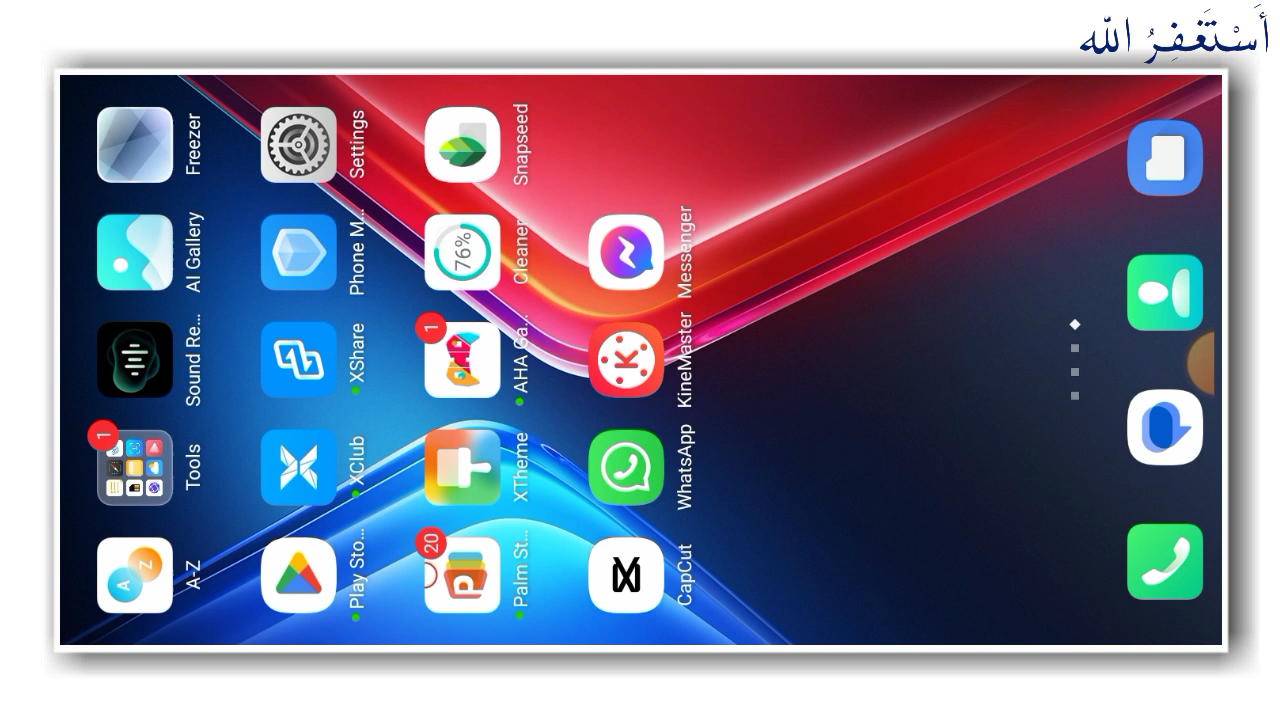 أَسْتَغْفِرُ اللّٰه
A-Z
1
Tools
Sound Re...
AI Gallery
Freezer
Play Sto...
XClub
XShare
Phone M...
Settings
20
Palm St...
XTheme
1
AHA Ga...
76%
Cleaner
Snapseed
CapCut
WhatsApp
KineMaster
Messenger